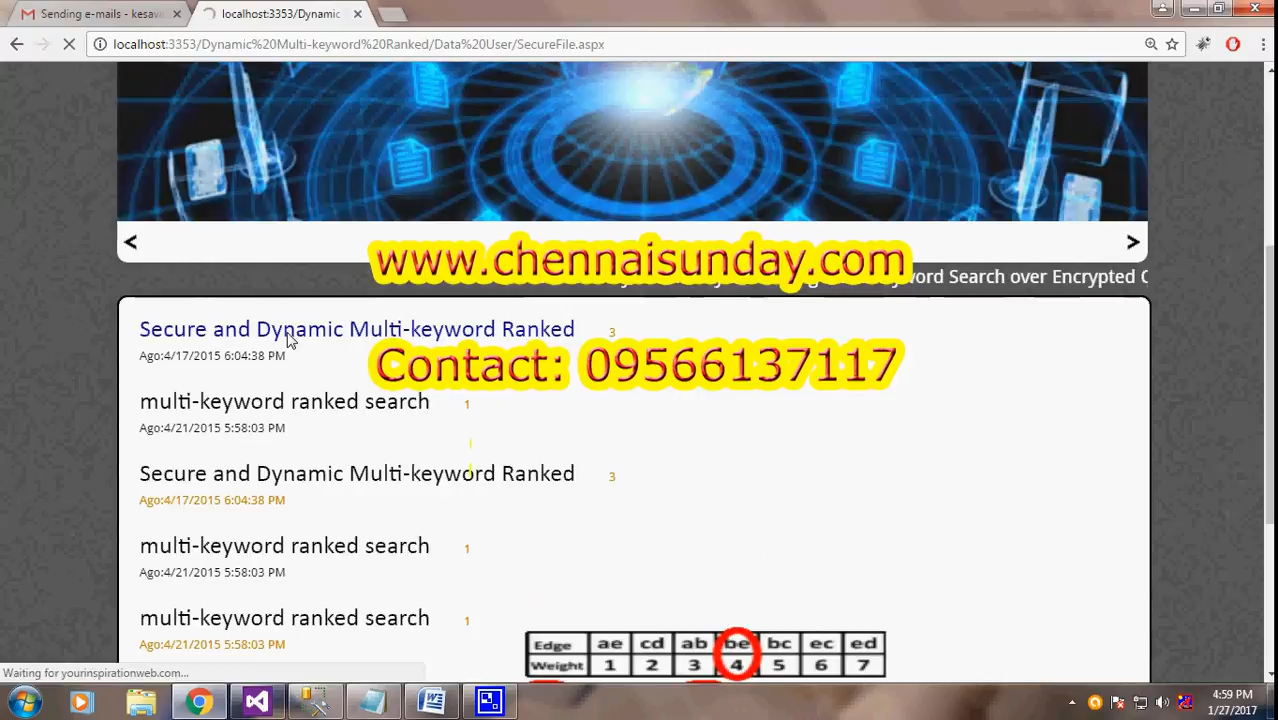 Sending e-mails - kesave
localhost:3353/Dynamic
localhost:3353/Dynamic%20Multi-keyword%20Ranked/Data%20User/SecureFile.aspx
<
>
www.chennaisunday.com
word Search over Encrypted
Secure and Dynamic Multi-keyword Ranked 3
Ago:4/17/2015 6:04:38 PM
Contact: 09566137117
multi-keyword ranked search 1
Ago:4/21/2015 5:58:03 PM
Secure and Dynamic Multi-keyword Ranked 3
Ago:4/17/2015 6:04:38 PM
multi-keyword ranked search 1
Ago:4/21/2015 5:58:03 PM
multi-keyword ranked search 1
Ago:4/21/2015 5:58:03 PM
Edge ae cd ab be bc ec ed
Weight 1 2 3 4 5 6 7
Waiting for yourinspirationweb.com...
4:59 PM
1/27/2017